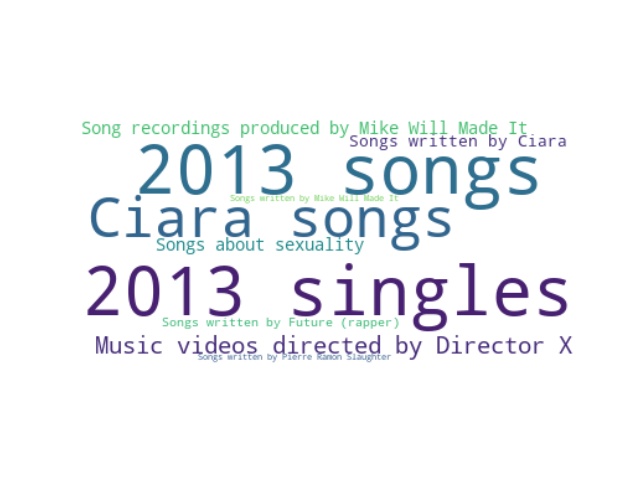 Song recordings produced by Mike Will Made It
Songs written by Ciara
2013 songs
Songs written by Mike Will Made It
Ciara songs
Songs about sexuality
2013 singles
Songs written by Future (rapper)
Music videos directed by Director X
Songs written by Pierre Ramon Slaughter